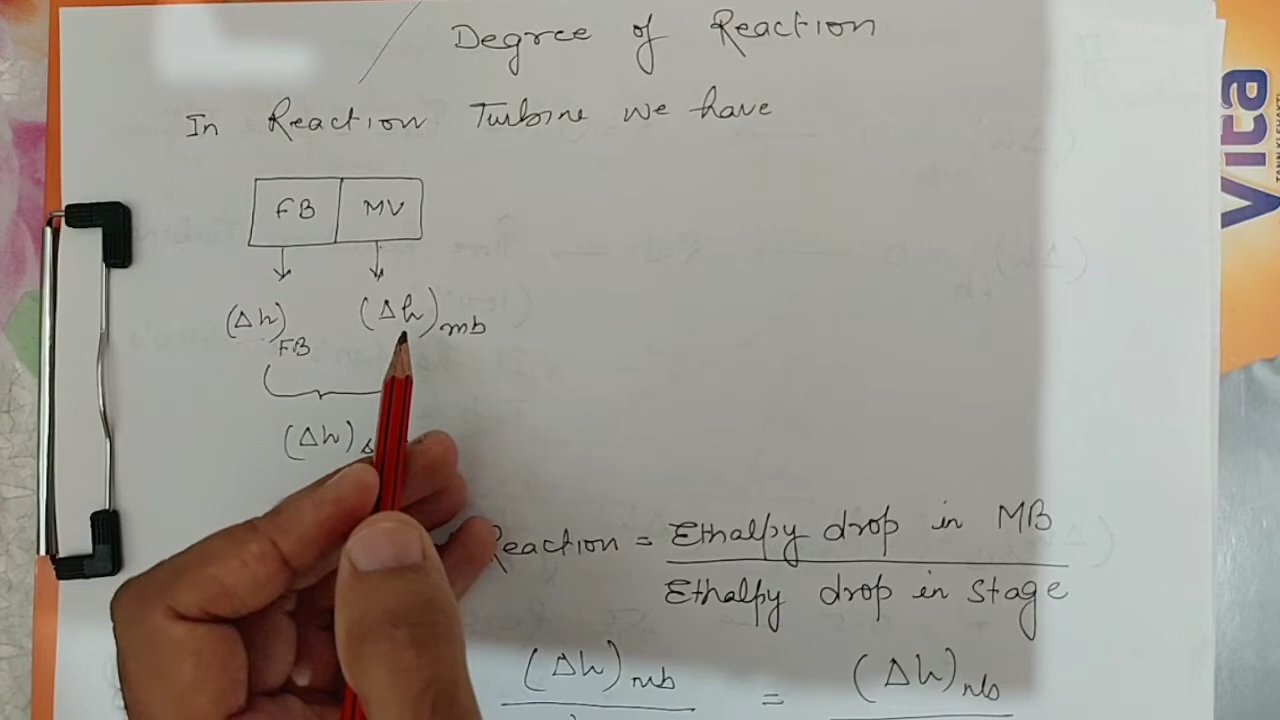 Degree of Reaction
In Reaction Turbine we have
FB MV
(Δh)FB (Δh)mb
(Δh)
Reaction = Ethalpy drop in MB
Ethalpy drop in stage
(Δh)mb = (Δh)mb
Vita